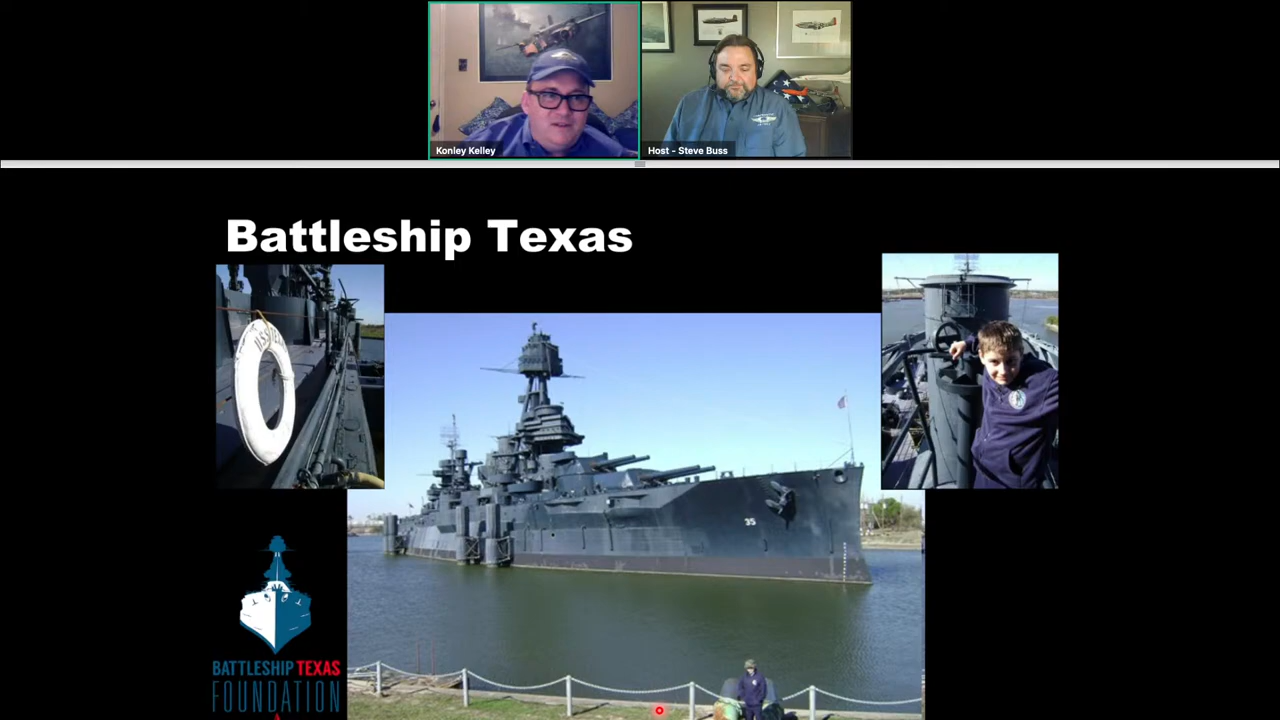 Konley Kelley
Host - Steve Buss
Battleship Texas
35
BATTLESHIP TEXAS
FOUNDATION